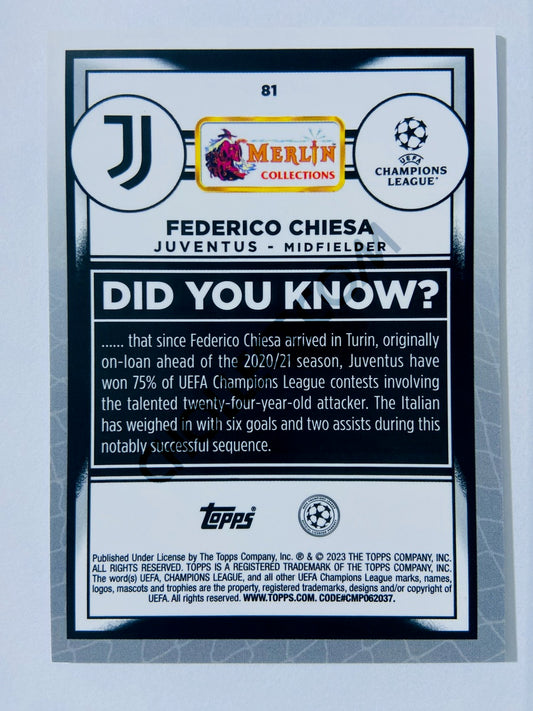 81
MERLIN
COLLECTIONS
UEFA
CHAMPIONS
LEAGUE
FEDERICO CHIESA
JUVENTUS - MIDFIELDER
DID YOU KNOW?
...... that since Federico Chiesa arrived in Turin, originally
on-loan ahead of the 2020/21 season, Juventus have
won 75% of UEFA Champions League contests involving
the talented twenty-four-year-old attacker. The Italian
has weighed in with six goals and two assists during this
notably successful sequence.
topps
Published Under License by The Topps Company, Inc. ® & © 2023 THE TOPPS COMPANY, INC.
ALL RIGHTS RESERVED. TOPPS IS A REGISTERED TRADEMARK OF THE TOPPS COMPANY, INC.
The word(s) UEFA, CHAMPIONS LEAGUE, and all other UEFA Champions League marks, names,
logos, mascots and trophies are the property, registered trademarks, designs and/or copyright of
UEFA. All rights reserved. WWW.TOPPS.COM. CODE#CMP062037.